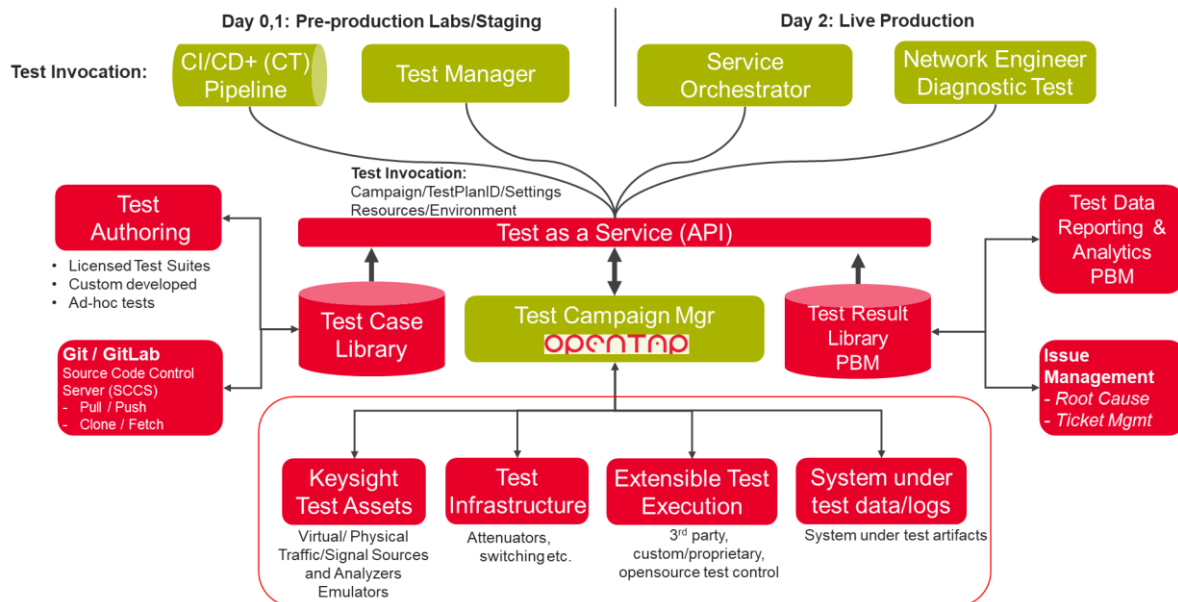 Day 0,1: Pre-production Labs/Staging
Day 2: Live Production
Test Invocation:
CI/CD+ (CT)
Pipeline
Test Manager
Service
Orchestrator
Network Engineer
Diagnostic Test
Test Invocation:
Campaign/TestPlanID/Settings
Resources/Environment
Test as a Service (API)
Test
Authoring
• Licensed Test Suites
• Custom developed
• Ad-hoc tests
Git / GitLab
Source Code Control
Server (SCCS)
- Pull / Push
- Clone / Fetch
Test Case
Library
Test Campaign Mgr
OpenTAP
Test Result
Library
PBM
Test Data
Reporting &
Analytics
PBM
Issue
Management
- Root Cause
- Ticket Mgmt
Keysight
Test Assets
Virtual/ Physical
Traffic/Signal Sources
and Analyzers
Emulators
Test
Infrastructure
Attenuators,
switching etc.
Extensible Test
Execution
3rd party,
custom/proprietary,
opensource test control
System under
test data/logs
System under test artifacts